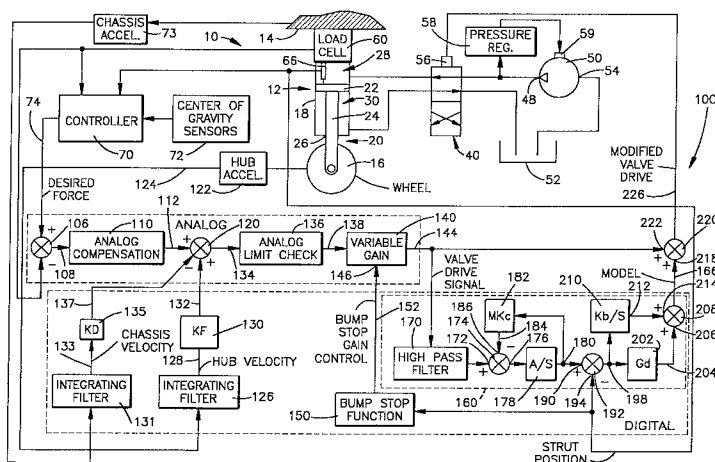 CHASSIS
ACCEL.
73
10
14
LOAD
CELL
60
58
PRESSURE
REG.
59
50
54
48
56
66
28
12
22
18
30
24
20
26
16
WHEEL
40
52
100
74
CONTROLLER
70
CENTER OF
GRAVITY
SENSORS
72
124
HUB
ACCEL.
122
DESIRED
FORCE
MODIFIED
VALVE
DRIVE
226
106
108
110
ANALOG
COMPENSATION
112
ANALOG
120
134
136
ANALOG
LIMIT CHECK
138
140
VARIABLE
GAIN
144
146
222
220
218
166
MODEL
137
KD
135
132
KF
130
133
CHASSIS
VELOCITY
128
HUB VELOCITY
INTEGRATING
FILTER
131
INTEGRATING
FILTER
126
BUMP STOP
GAIN
CONTROL
152
VALVE
DRIVE
SIGNAL
170
HIGH PASS
FILTER
172
174
186
182
MKc
184
176
A/S
178
180
190
194
192
198
210
Kb/S
212
214
208
206
202
Gd
204
160
150
BUMP STOP
FUNCTION
DIGITAL
STRUT
POSITION